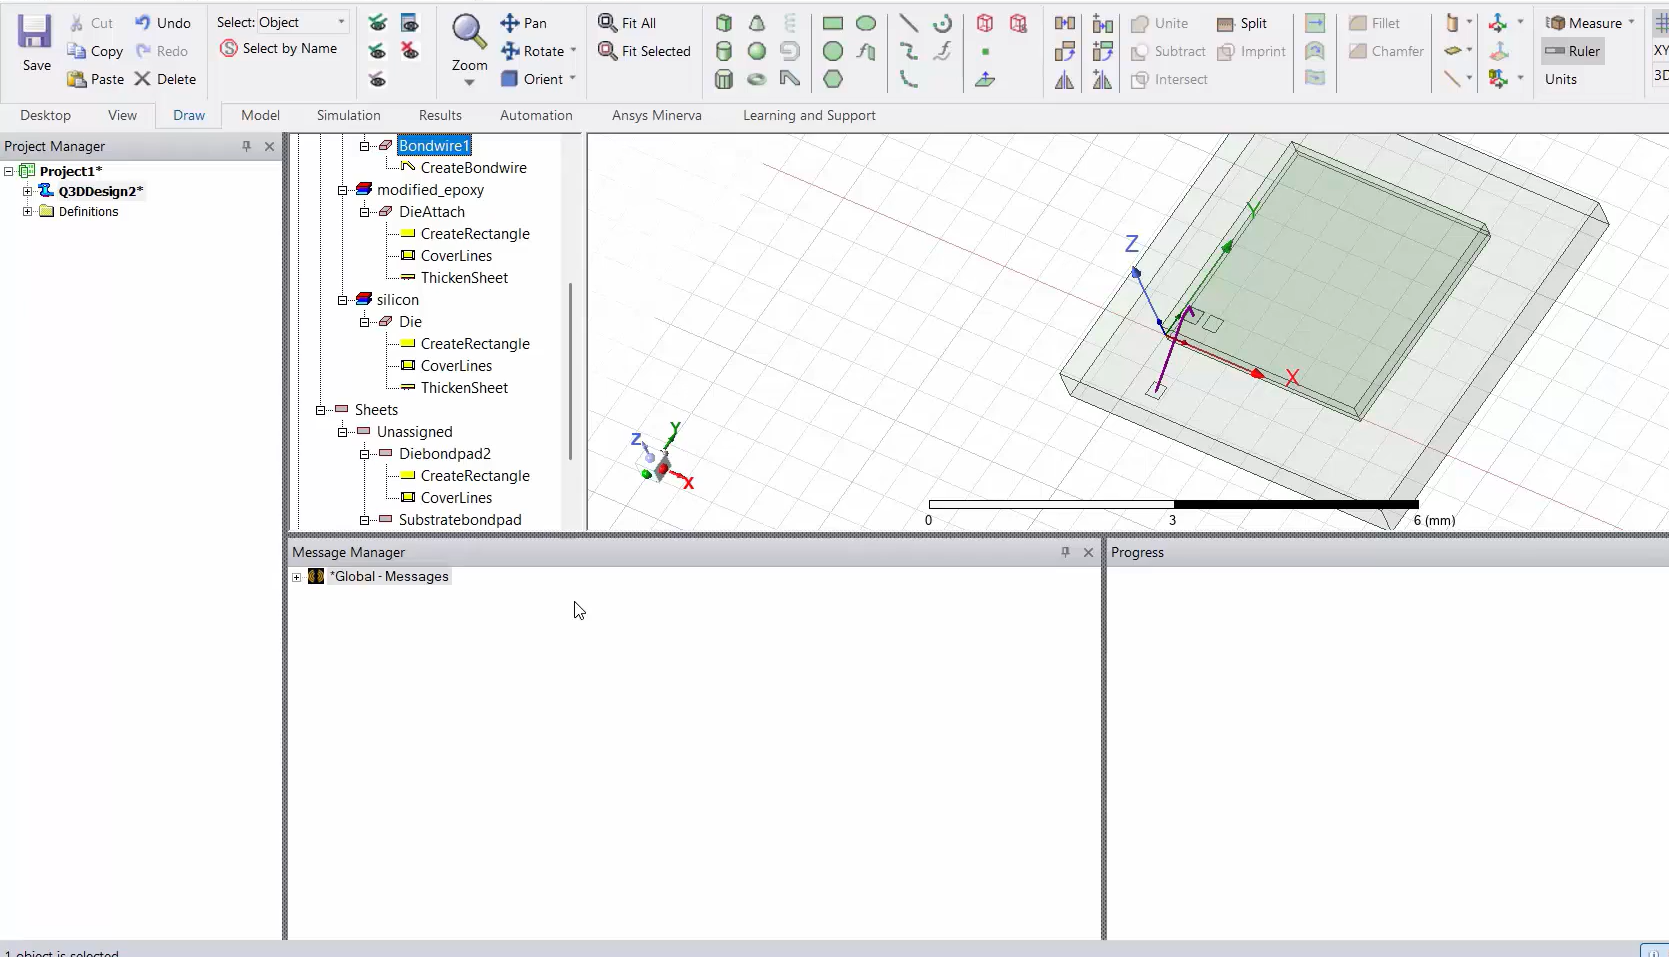 Save
Cut
Copy
Paste
Undo
Redo
Delete
Select: Object
Select by Name
Zoom
Pan
Rotate
Orient
Fit All
Fit Selected
Unite
Subtract
Intersect
Split
Imprint
Fillet
Chamfer
Measure
Ruler
Units
XY
3D
Desktop
View
Draw
Model
Simulation
Results
Automation
Ansys Minerva
Learning and Support
Project Manager
Project1*
Q3DDesign2*
Definitions
Bondwire1
CreateBondwire
modified_epoxy
DieAttach
CreateRectangle
CoverLines
ThickenSheet
silicon
Die
CreateRectangle
CoverLines
ThickenSheet
Sheets
Unassigned
Diebondpad2
CreateRectangle
CoverLines
Substratebondpad
Z
Y
X
Z
Y
X
0
3
6 (mm)
Message Manager
*Global - Messages
Progress
1 object is selected